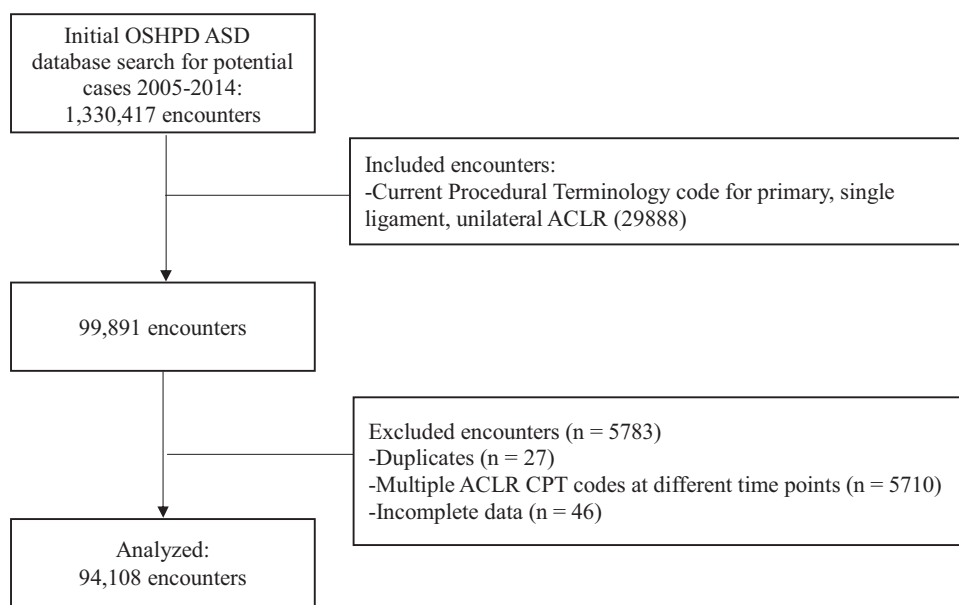 Initial OSHPD ASD
database search for potential
cases 2005-2014:
1,330,417 encounters
Included encounters:
-Current Procedural Terminology code for primary, single
ligament, unilateral ACLR (29888)
99,891 encounters
Excluded encounters (n = 5783)
-Duplicates (n = 27)
-Multiple ACLR CPT codes at different time points (n = 5710)
-Incomplete data (n = 46)
Analyzed:
94,108 encounters